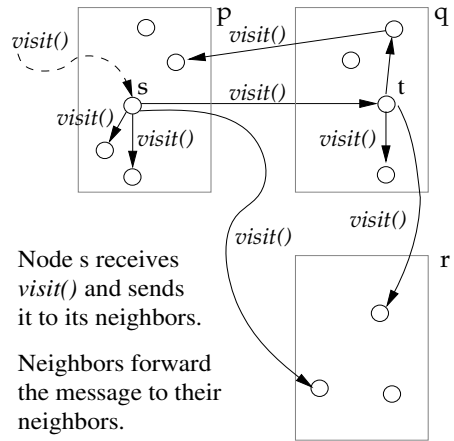 p
q
visit()
visit()
s
t
visit()
visit()
visit()
visit()
visit()
visit()
r
Node s receives
visit() and sends
it to its neighbors.
Neighbors forward
the message to their
neighbors.